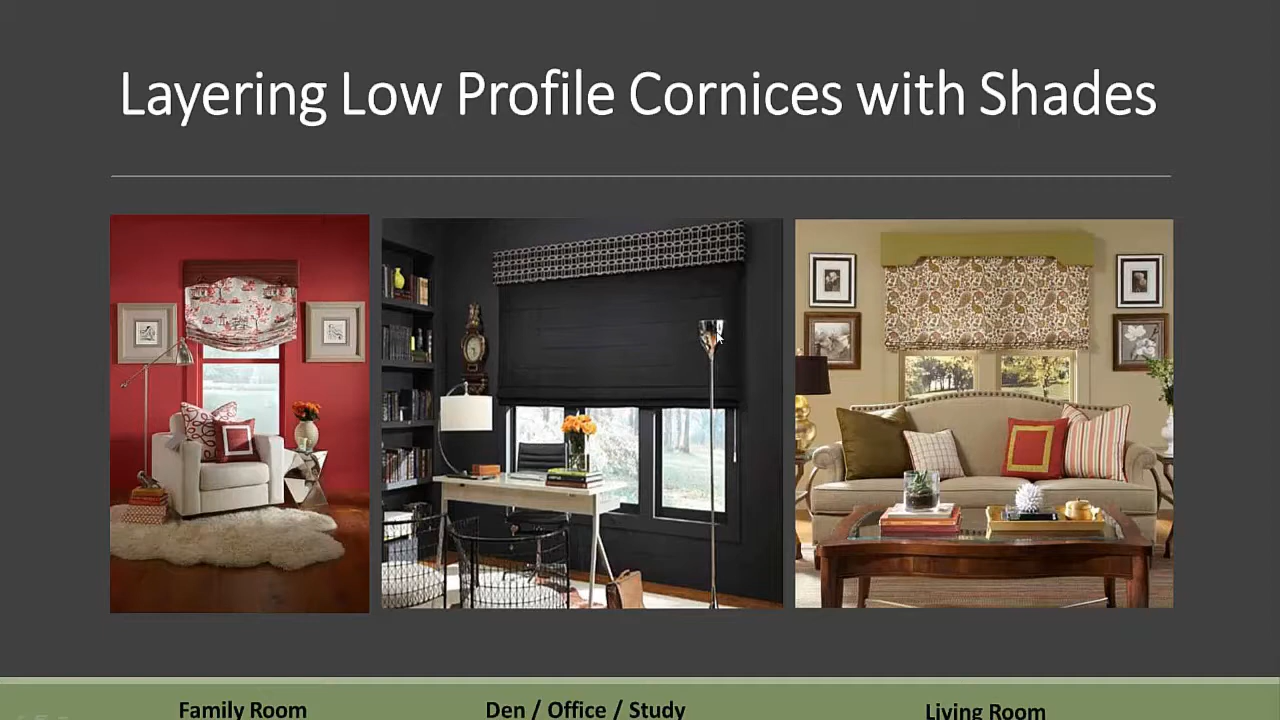 Layering Low Profile Cornices with Shades
Family Room
Den / Office / Study
Living Room